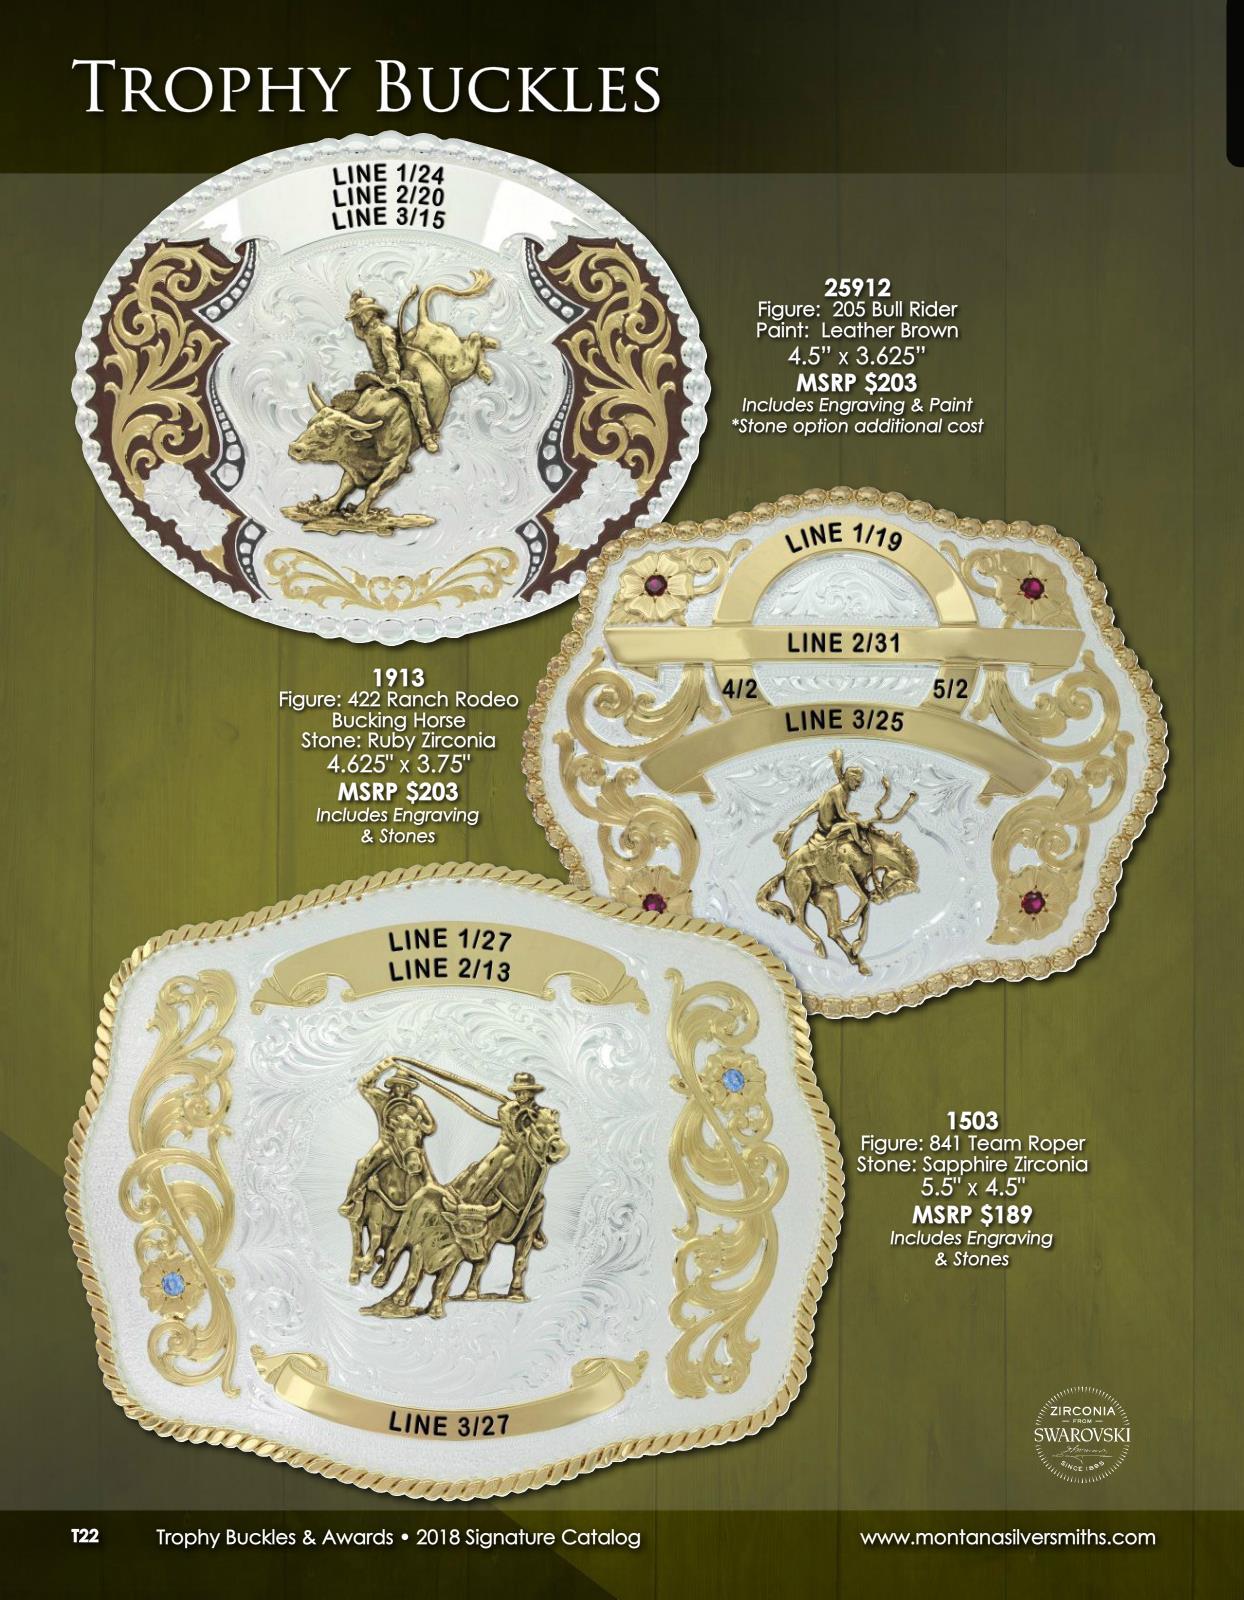 TROPHY BUCKLES
LINE 1/24
LINE 2/20
LINE 3/15
25912
Figure: 205 Bull Rider
Paint: Leather Brown
4.5” x 3.625”
MSRP $203
Includes Engraving & Paint
*Stone option additional cost
LINE 1/19
LINE 2/31
4/2
5/2
LINE 3/25
1913
Figure: 422 Ranch Rodeo
Bucking Horse
Stone: Ruby Zirconia
4.625" x 3.75"
MSRP $203
Includes Engraving
& Stones
LINE 1/27
LINE 2/13
LINE 3/27
1503
Figure: 841 Team Roper
Stone: Sapphire Zirconia
5.5" x 4.5"
MSRP $189
Includes Engraving
& Stones
ZIRCONIA
FROM
SWAROVSKI
SINCE 1895
T22
Trophy Buckles & Awards • 2018 Signature Catalog
www.montanasilversmiths.com